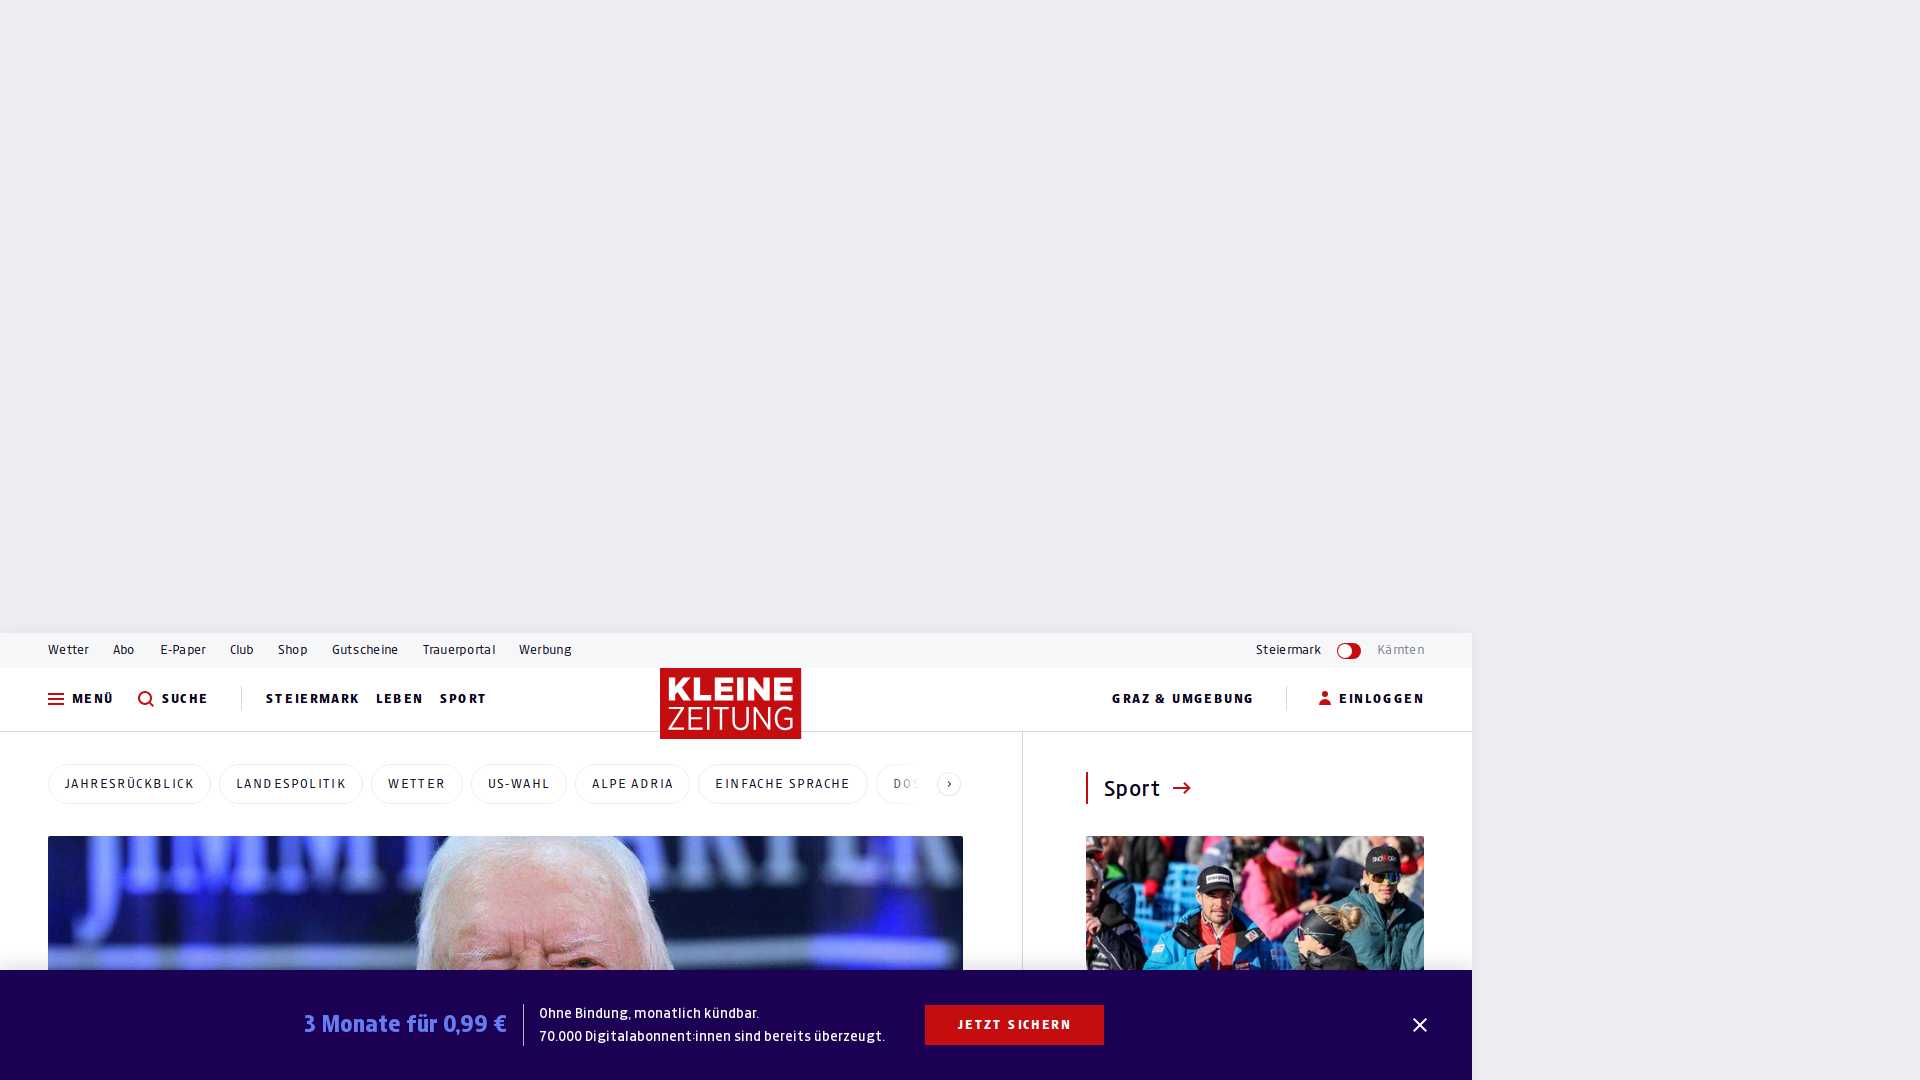 Wetter Abo E-Paper Club Shop Gutscheine Trauerportal Werbung Steiermark Kärnten
MENÜ SUCHE STEIERMARK LEBEN SPORT KLEINE ZEITUNG GRAZ & UMGEBUNG EINLOGGEN
JAHRESRÜCKBLICK LANDESPOLITIK WETTER US-WAHL ALPE ADRIA EINFACHE SPRACHE
Sport
JIMMY CARTER
3 Monate für 0,99 €
Ohne Bindung, monatlich kündbar.
70.000 Digitalabonnent:innen sind bereits überzeugt.
JETZT SICHERN